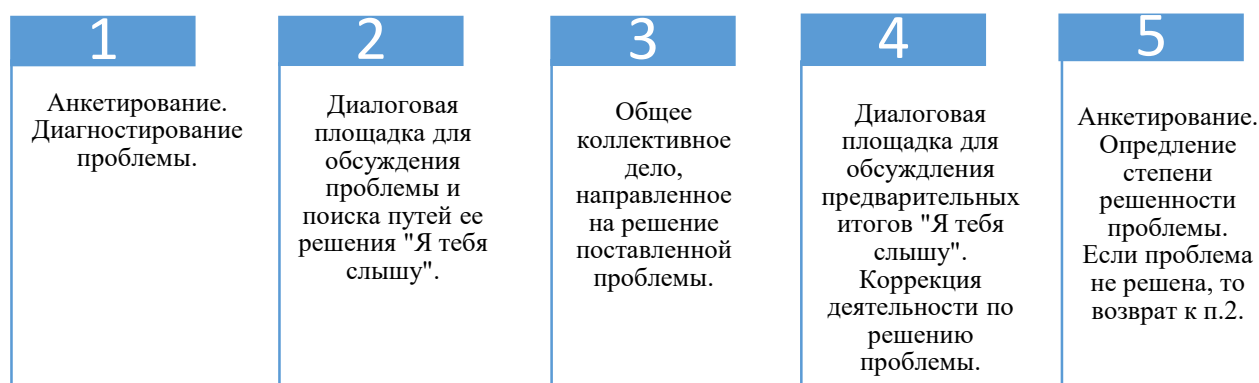 1
Анкетирование.
Диагностирование
проблемы.
2
Диалоговая
площадка для
обсуждения
проблемы и
поиска путей ее
решения "Я тебя
слышу".
3
Общее
коллективное
дело,
направленное
на решение
поставленной
проблемы.
4
Диалоговая
площадка для
обсуждления
предварительных
итогов "Я тебя
слышу".
Коррекция
деятельности по
решению
проблемы.
5
Анкетирование.
Опредление
степени
решенности
проблемы.
Если проблема
не решена, то
возврат к п.2.